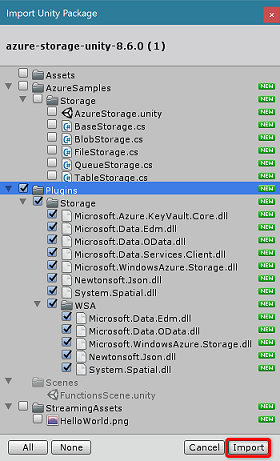 Import Unity Package
azure-storage-unity-8.6.0 (1)
Assets
AzureSamples NEW
Storage NEW
AzureStorage.unity NEW
BaseStorage.cs NEW
BlobStorage.cs NEW
FileStorage.cs NEW
QueueStorage.cs NEW
TableStorage.cs NEW
Plugins NEW
Storage NEW
Microsoft.Azure.KeyVault.Core.dll NEW
Microsoft.Data.Edm.dll NEW
Microsoft.Data.OData.dll NEW
Microsoft.Data.Services.Client.dll NEW
Microsoft.WindowsAzure.Storage.dll NEW
Newtonsoft.Json.dll NEW
System.Spatial.dll NEW
WSA NEW
Microsoft.Data.Edm.dll NEW
Microsoft.Data.OData.dll NEW
Microsoft.WindowsAzure.Storage.dll NEW
Newtonsoft.Json.dll NEW
System.Spatial.dll NEW
Scenes
FunctionsScene.unity
StreamingAssets NEW
HelloWorld.png NEW
All None Cancel Import